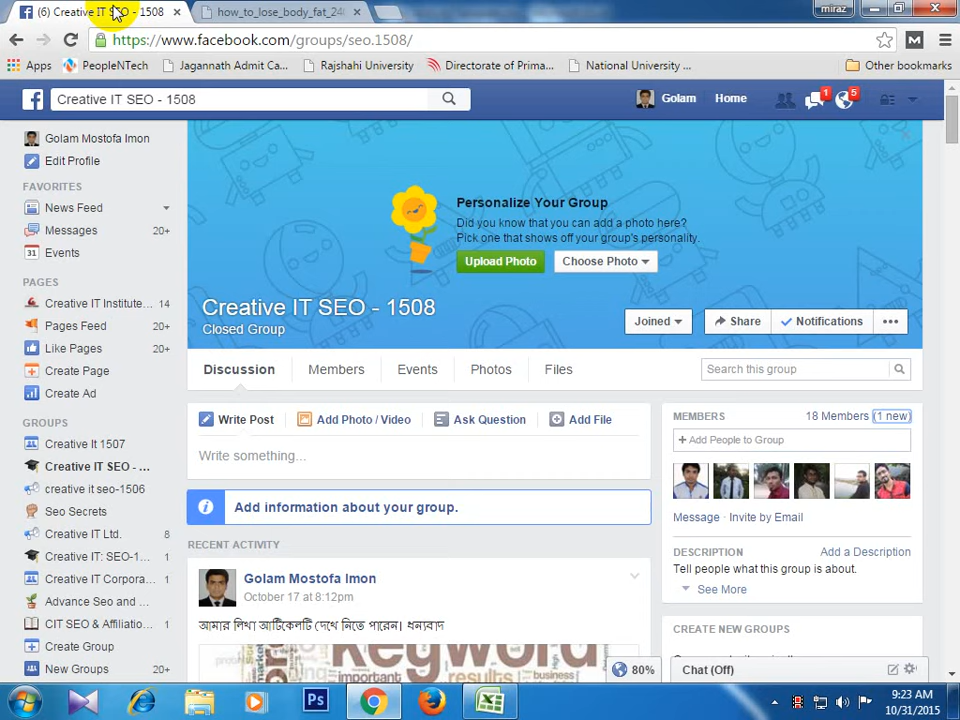 (6) Creative IT SEO - 1508
how_to_lose_body_fat_24
miraz
https://www.facebook.com/groups/seo.1508/
M
Apps
PeopleNTech
Jagannath Admit Ca...
Rajshahi University
Directorate of Prima...
National University ...
Other bookmarks
Creative IT SEO - 1508
Golam
Home
1
5
Golam Mostofa Imon
Edit Profile
FAVORITES
News Feed
Messages 20+
31 Events
PAGES
Creative IT Institute... 14
Pages Feed 20+
Like Pages 20+
Create Page
Create Ad
GROUPS
Creative It 1507
Creative IT SEO - ...
creative it seo-1506
Seo Secrets
Creative IT Ltd. 8
Creative IT: SEO-1... 1
Creative IT Corpora... 1
Advance Seo and ... 1
CIT SEO & Affiliatio... 1
Create Group
New Groups 20+
Personalize Your Group
Did you know that you can add a photo here?
Pick one that shows off your group's personality.
Upload Photo
Choose Photo
Creative IT SEO - 1508
Closed Group
Joined
Share
Notifications
Discussion
Members
Events
Photos
Files
Search this group
Write Post
Add Photo / Video
Ask Question
Add File
Write something...
Add information about your group.
RECENT ACTIVITY
Golam Mostofa Imon
October 17 at 8:12pm
আমার লিখা আর্টিকেলটি দেখে নিতে পারেন। ধন্যবাদ
keyword
MEMBERS
18 Members (1 new)
+ Add People to Group
Message · Invite by Email
DESCRIPTION
Add a Description
Tell people what this group is about.
See More
CREATE NEW GROUPS
80%
Chat (Off)
Ps
9:23 AM
10/31/2015